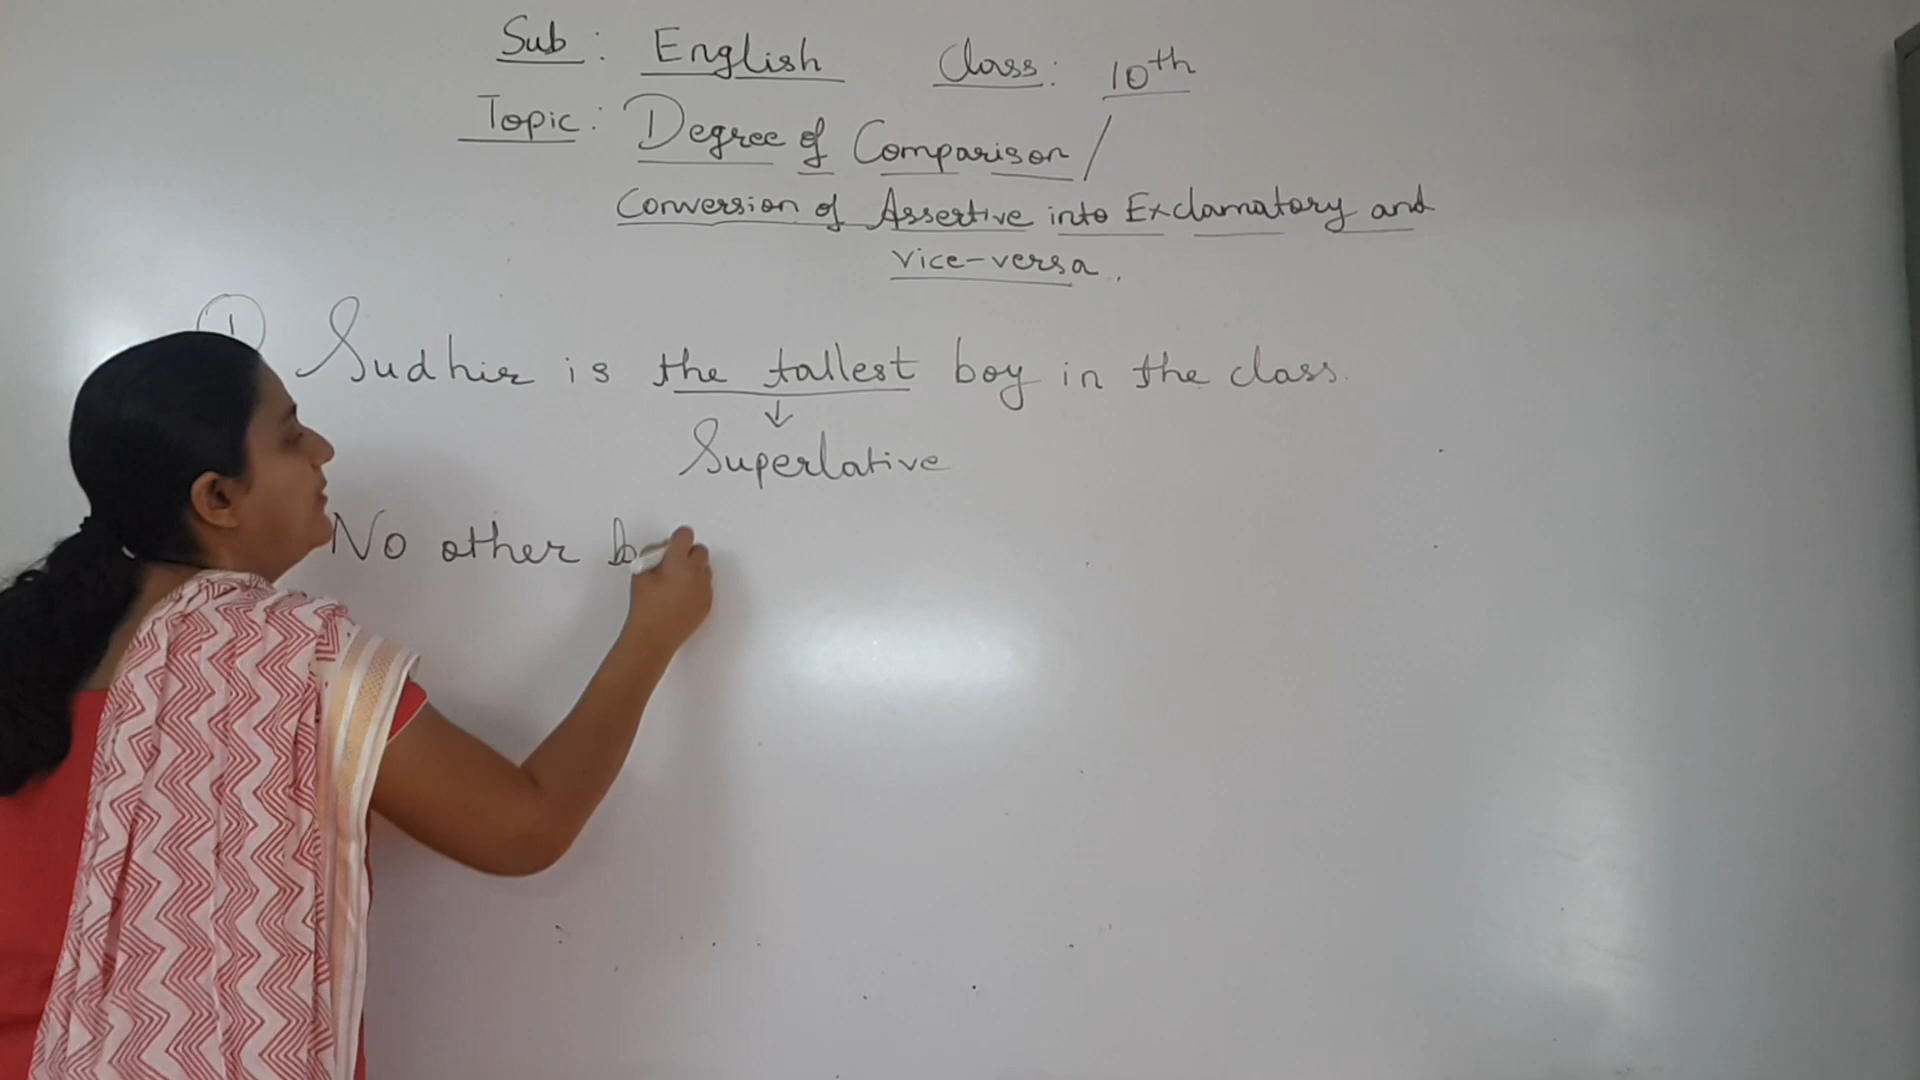 Sub: English Class: 10th
Topic: Degree of Comparison/
Conversion of Assertive into Exclamatory and
vice-versa.
1 Sudhir is the tallest boy in the class.
↓
Superlative
No other b